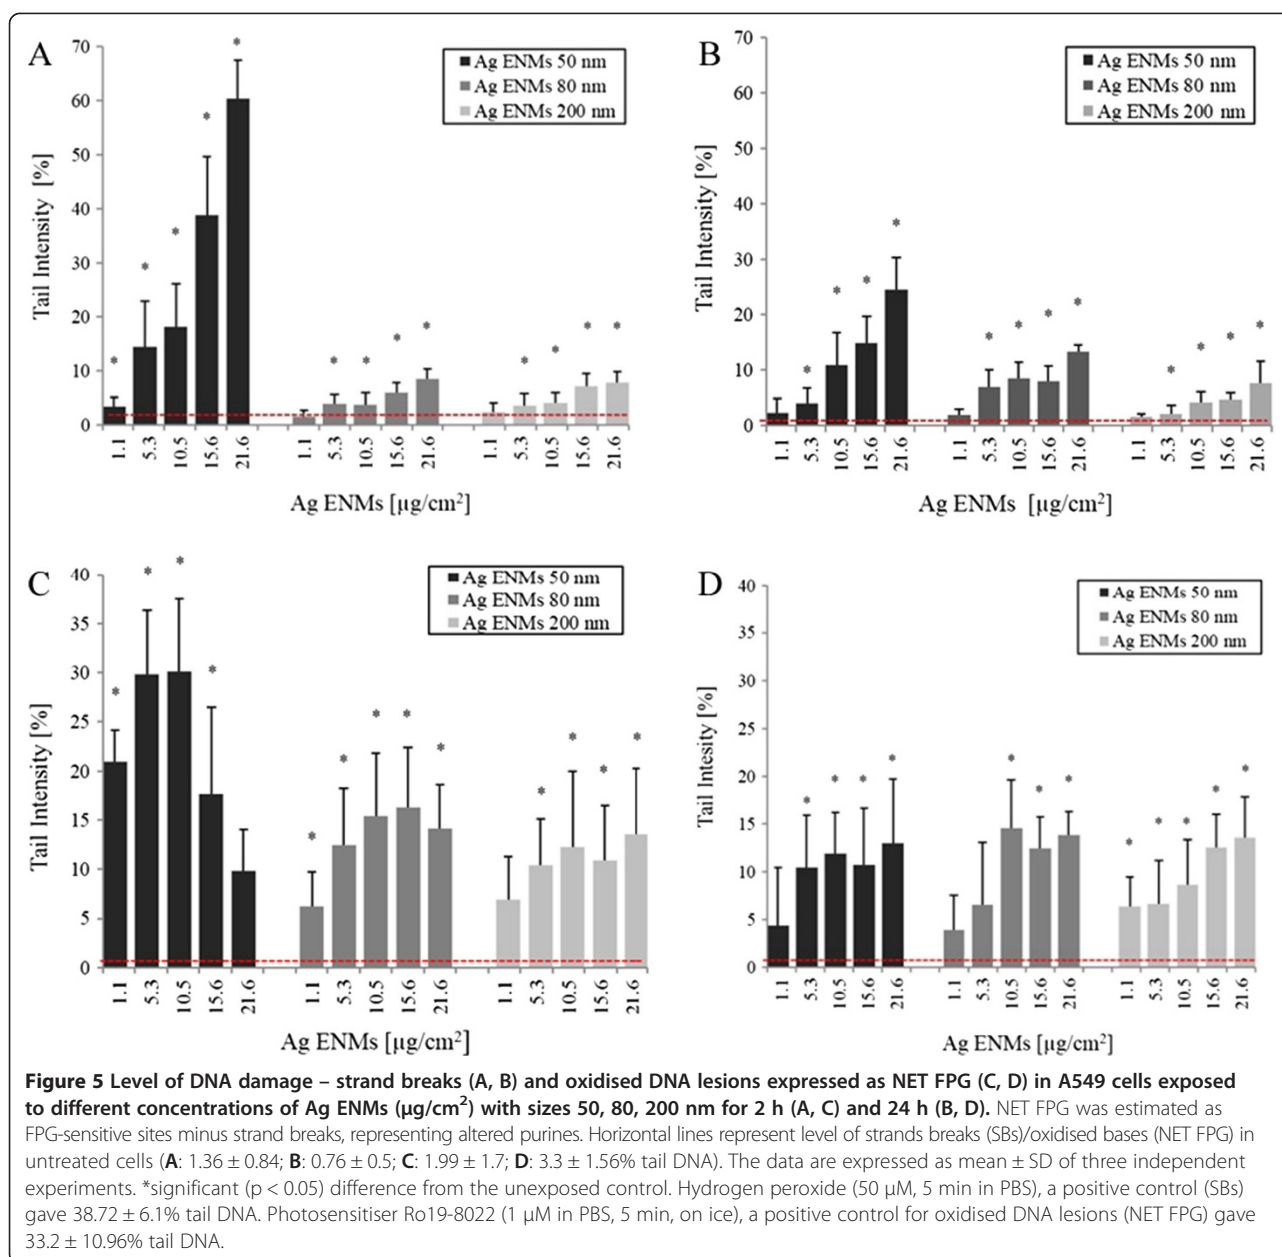 A
Ag ENMs 50 nm
Ag ENMs 80 nm
Ag ENMs 200 nm
Tail Intensity [%]
70
60
50
40
30
20
10
0
* * * * * * * * * * * * *
1.1 5.3 10.5 15.6 21.6 1.1 5.3 10.5 15.6 21.6 1.1 5.3 10.5 15.6 21.6
Ag ENMs [µg/cm²]
B
Ag ENMs 50 nm
Ag ENMs 80 nm
Ag ENMs 200 nm
Tail Intensity [%]
70
60
50
40
30
20
10
0
* * * * * * * * * * * *
1.1 5.3 10.5 15.6 21.6 1.1 5.3 10.5 15.6 21.6 1.1 5.3 10.5 15.6 21.6
Ag ENMs [µg/cm²]
C
Ag ENMs 50 nm
Ag ENMs 80 nm
Ag ENMs 200 nm
Tail Intensity [%]
40
35
30
25
20
15
10
5
0
* * * * * * * * * * * * *
1.1 5.3 10.5 15.6 21.6 1.1 5.3 10.5 15.6 21.6 1.1 5.3 10.5 15.6 21.6
Ag ENMs [µg/cm²]
D
Ag ENMs 50 nm
Ag ENMs 80 nm
Ag ENMs 200 nm
Tail Intesity [%]
40
35
30
25
20
15
10
5
0
* * * * * * * * * * * *
1.1 5.3 10.5 15.6 21.6 1.1 5.3 10.5 15.6 21.6 1.1 5.3 10.5 15.6 21.6
Ag ENMs [µg/cm²]
Figure 5 Level of DNA damage – strand breaks (A, B) and oxidised DNA lesions expressed as NET FPG (C, D) in A549 cells exposed
to different concentrations of Ag ENMs (µg/cm²) with sizes 50, 80, 200 nm for 2 h (A, C) and 24 h (B, D). NET FPG was estimated as
FPG-sensitive sites minus strand breaks, representing altered purines. Horizontal lines represent level of strands breaks (SBs)/oxidised bases (NET FPG) in
untreated cells (A: 1.36 ± 0.84; B: 0.76 ± 0.5; C: 1.99 ± 1.7; D: 3.3 ± 1.56% tail DNA). The data are expressed as mean ± SD of three independent
experiments. *significant (p < 0.05) difference from the unexposed control. Hydrogen peroxide (50 µM, 5 min in PBS), a positive control (SBs)
gave 38.72 ± 6.1% tail DNA. Photosensitiser Ro19-8022 (1 µM in PBS, 5 min, on ice), a positive control for oxidised DNA lesions (NET FPG) gave
33.2 ± 10.96% tail DNA.